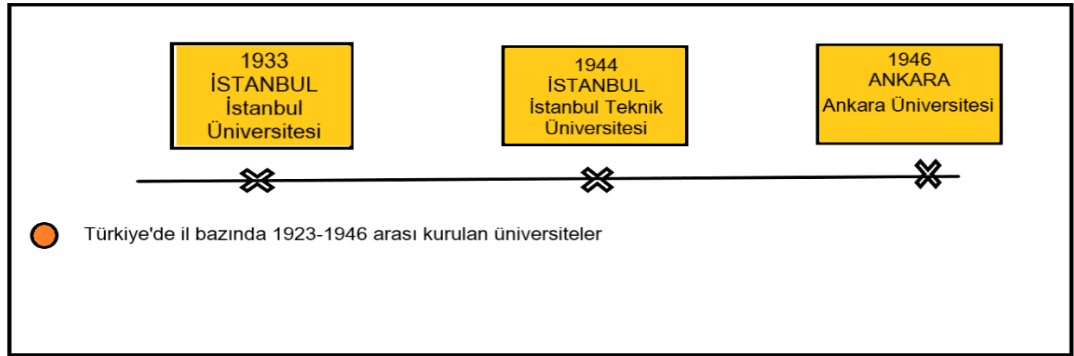 1933
İSTANBUL
İstanbul
Üniversitesi
1944
İSTANBUL
İstanbul Teknik
Üniversitesi
1946
ANKARA
Ankara Üniversitesi
Türkiye'de il bazında 1923-1946 arası kurulan üniversiteler